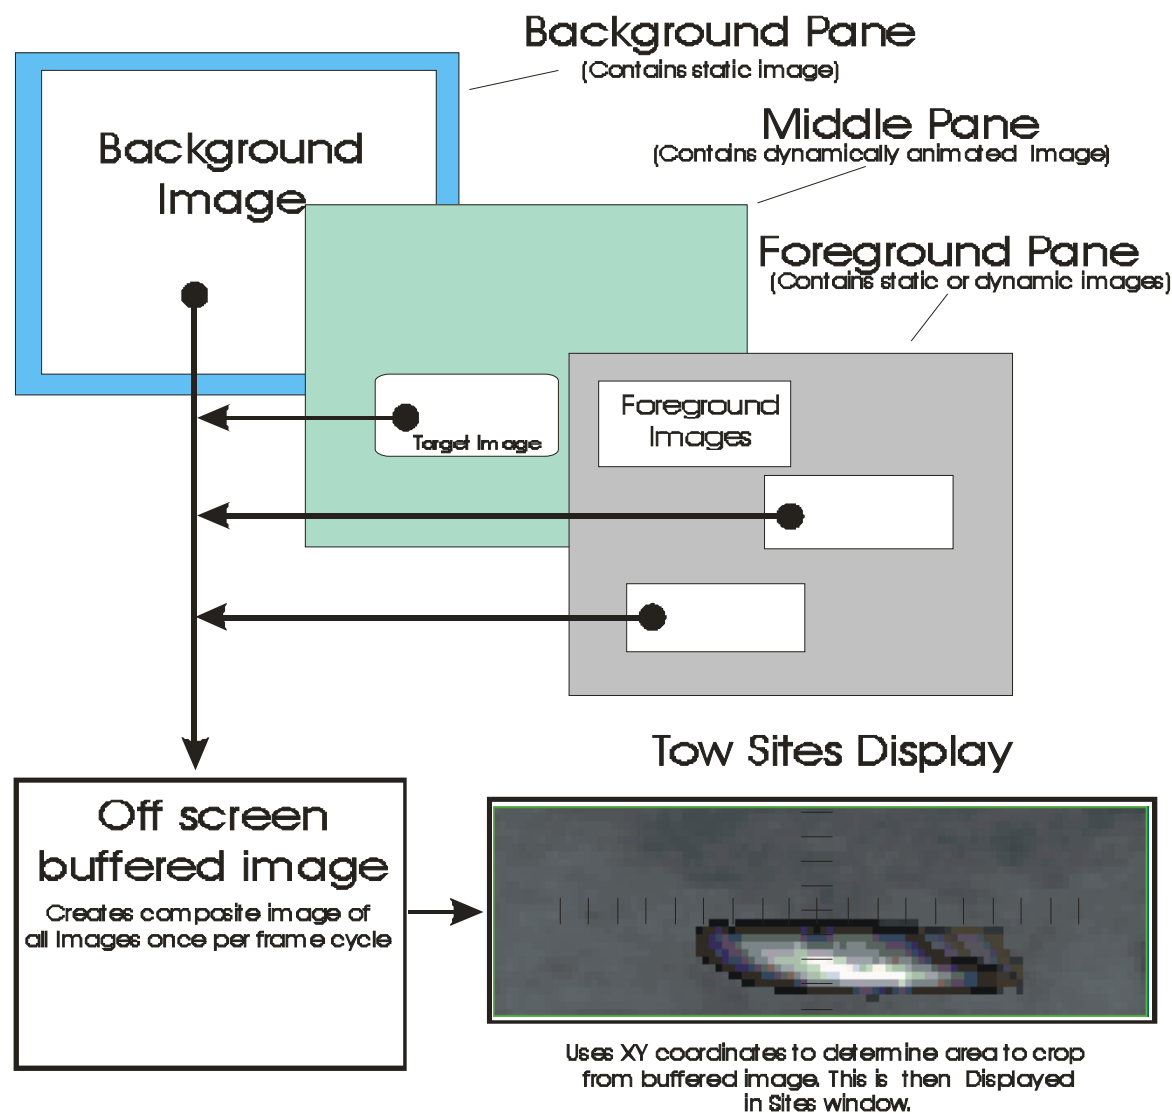 Background Pane
(Contains static image)
Background
Image
Middle Pane
(Contains dynamically animated Image)
Foreground Pane
(Contains static or dynamic images)
Target Image
Foreground
Images
Tow Sites Display
Off screen
buffered image
Creates composite image of
all Images once per frame cycle
Uses XY coordinates to determine area to crop
from buffered image. This is then Displayed
in Sites window.